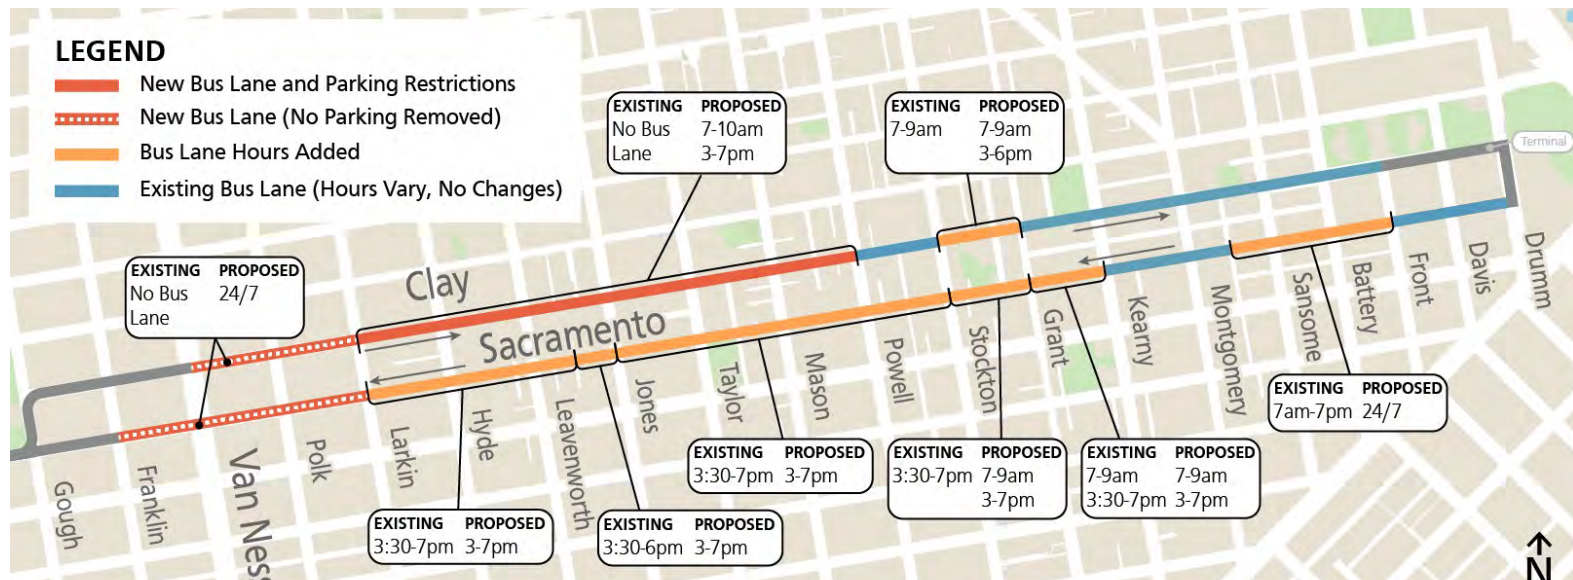 LEGEND
New Bus Lane and Parking Restrictions
New Bus Lane (No Parking Removed)
Bus Lane Hours Added
Existing Bus Lane (Hours Vary, No Changes)
EXISTING PROPOSED
No Bus 7-10am
Lane 3-7pm
EXISTING PROPOSED
7-9am 7-9am
3-6pm
Terminal
EXISTING PROPOSED
No Bus 24/7
Lane
Clay
Sacramento
Gough
Franklin
Van Ness
Polk
Larkin
Hyde
Leavenworth
Jones
Taylor
Mason
Powell
Stockton
Grant
Kearny
Montgomery
Sansome
Battery
Front
Davis
Drumm
EXISTING PROPOSED
7am-7pm 24/7
EXISTING PROPOSED
3:30-7pm 3-7pm
EXISTING PROPOSED
3:30-7pm 7-9am
3-7pm
EXISTING PROPOSED
7-9am 7-9am
3:30-7pm 3-7pm
EXISTING PROPOSED
3:30-7pm 3-7pm
EXISTING PROPOSED
3:30-6pm 3-7pm
N